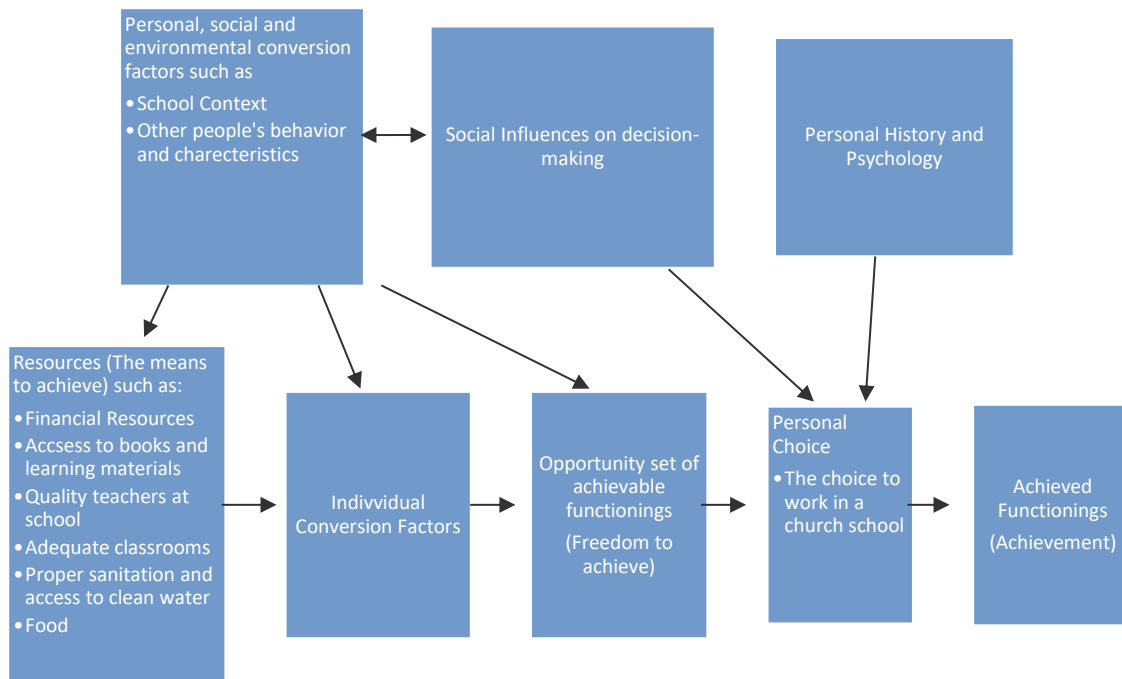 Personal, social and
environmental conversion
factors such as
•School Context
•Other people's behavior
and charecteristics
Social Influences on decision-
making
Personal History and
Psychology
Resources (The means
to achieve) such as:
•Financial Resources
•Accsess to books and
learning materials
•Quality teachers at
school
•Adequate classrooms
•Proper sanitation and
access to clean water
•Food
Indivvidual
Conversion Factors
Opportunity set of
achievable
functionings
(Freedom to
achieve)
Personal
Choice
•The choice to
work in a
church school
Achieved
Functionings
(Achievement)